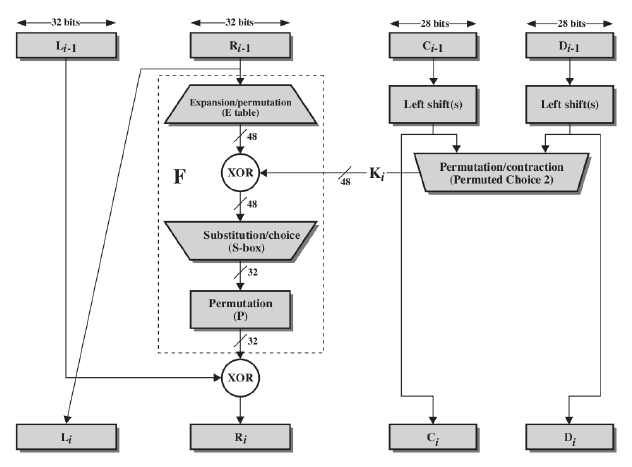 32 bits
32 bits
28 bits
28 bits
Li-1
Ri-1
Ci-1
Di-1
Expansion/permutation
(E table)
Left shift(s)
Left shift(s)
48
F
XOR
48
Ki
Permutation/contraction
(Permuted Choice 2)
48
Substitution/choice
(S-box)
32
Permutation
(P)
32
XOR
Li
Ri
Ci
Di